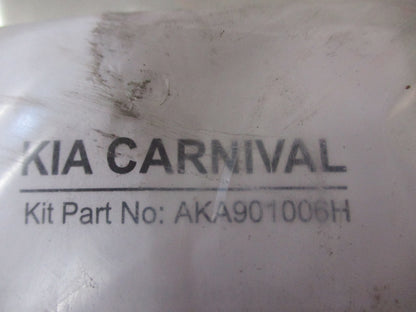 KIA CARNIVAL
Kit Part No: AKA901006H